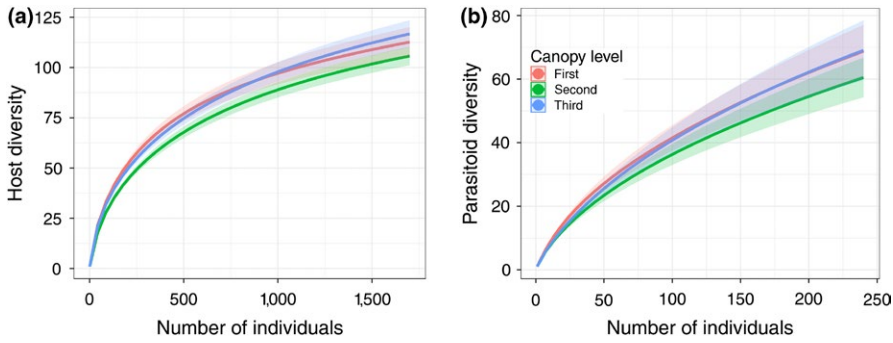 (a)
125
100
75
50
25
0
Host diversity
0
500
1,000
1,500
Number of individuals
(b)
80
60
40
20
0
Parasitoid diversity
Canopy level
First
Second
Third
0
50
100
150
200
250
Number of individuals